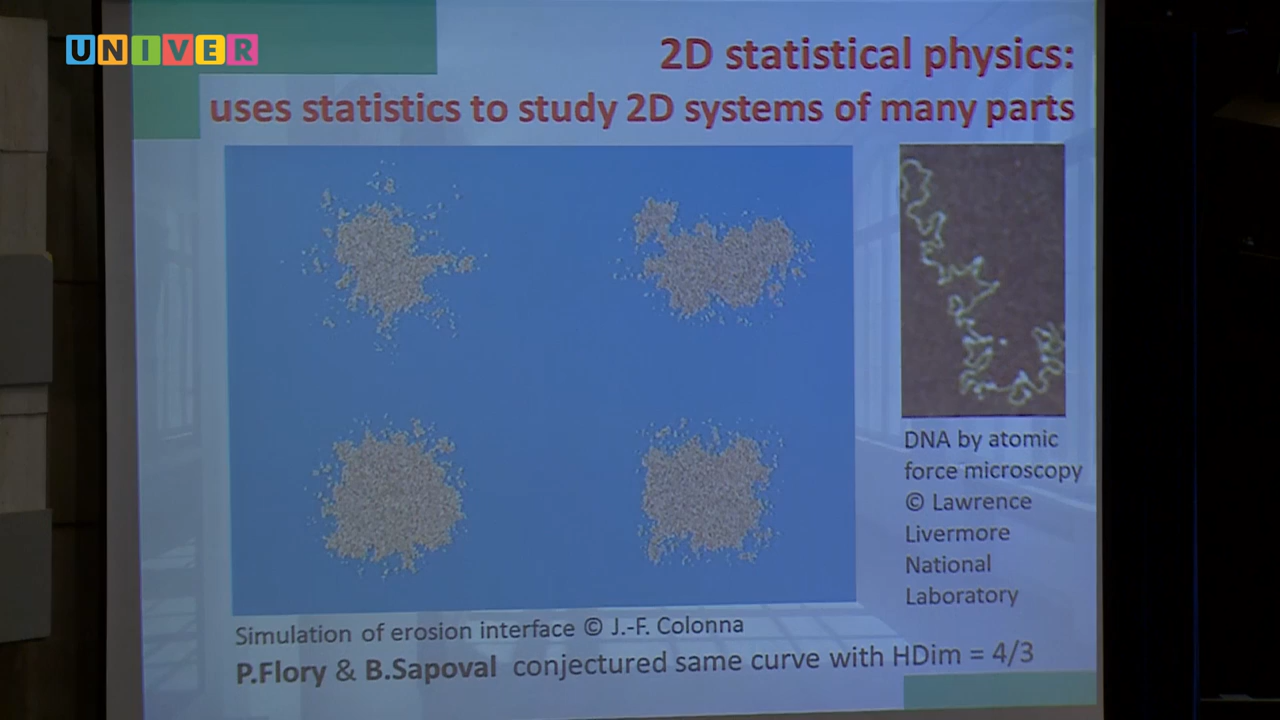 UNIVER
2D statistical physics:
uses statistics to study 2D systems of many parts
DNA by atomic
force microscopy
© Lawrence
Livermore
National
Laboratory
Simulation of erosion interface © J.-F. Colonna
P.Flory & B.Sapoval conjectured same curve with HDim = 4/3